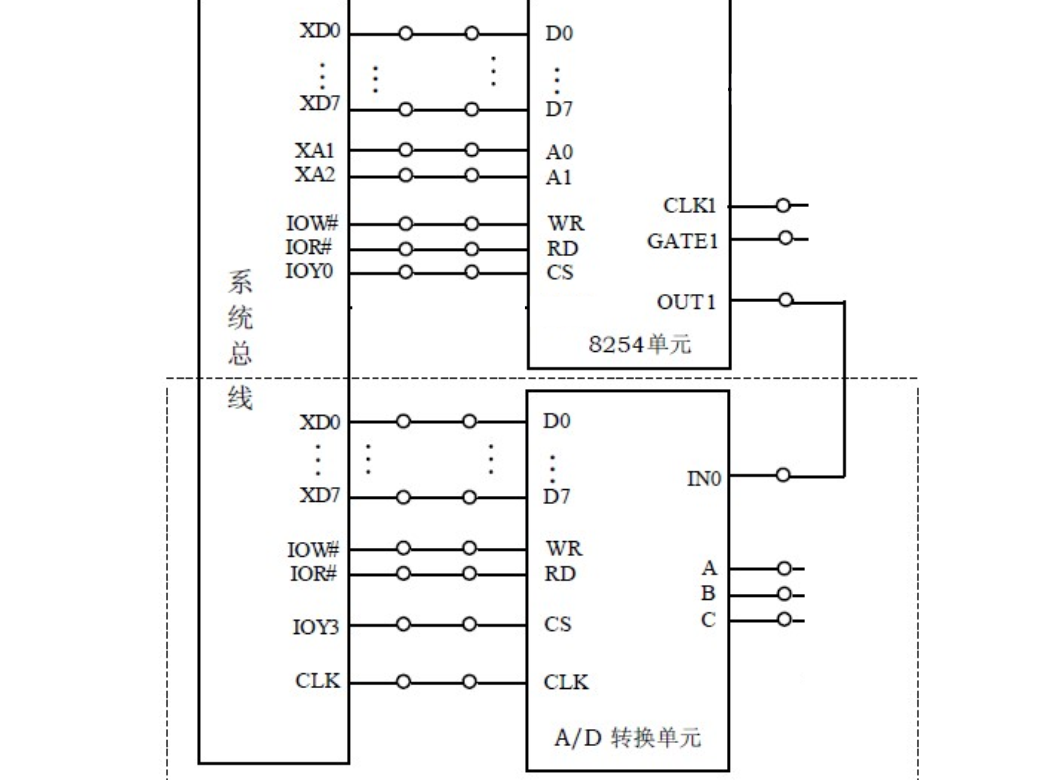 XD0 D0
XD7 D7
XA1 A0
XA2 A1
CLK1
IOW# WR
GATE1
IOR# RD
IOY0 CS
OUT1
8254单元
系统总线
XD0 D0
IN0
XD7 D7
IOW# WR
A
IOR# RD
B
C
IOY3 CS
CLK CLK
A/D 转换单元